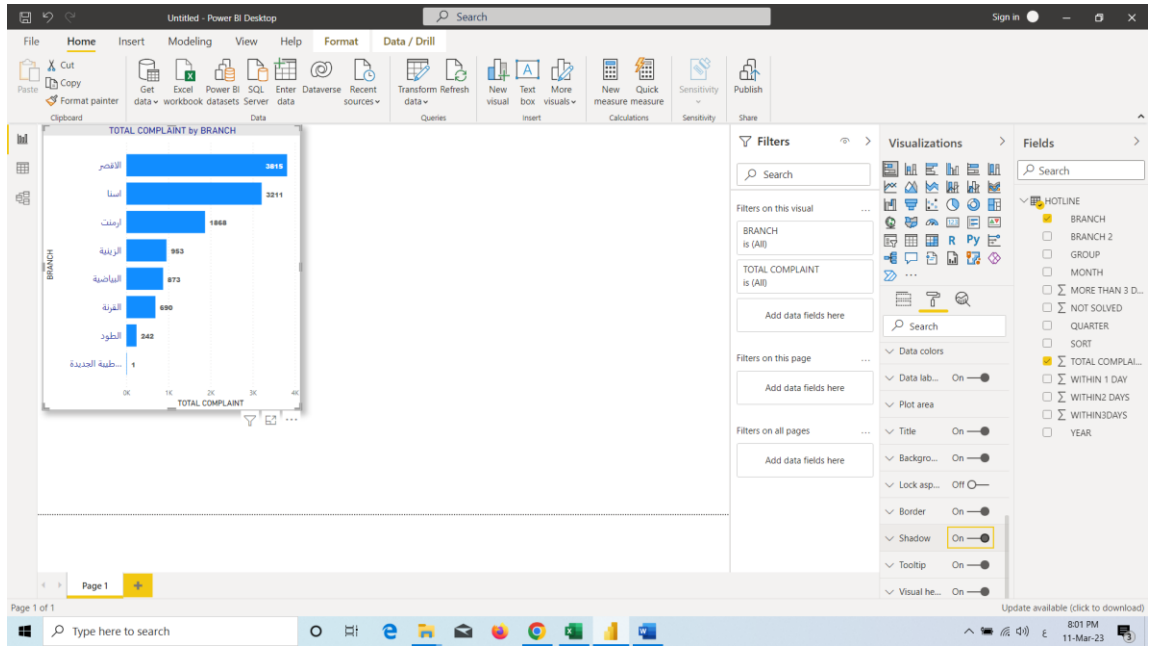 Untitled - Power BI Desktop
Search
Sign in
File Home Insert Modeling View Help Format Data / Drill
Paste
Cut
Copy
Format painter
Clipboard
Get data
Excel workbook
Power BI datasets
SQL Server
Enter data
Dataverse
Recent sources
Data
Transform data
Refresh
Queries
New visual
Text box
More visuals
Insert
New measure
Quick measure
Calculations
Sensitivity
Sensitivity
Publish
Share
TOTAL COMPLAINT by BRANCH
BRANCH
الاقصر 3815
اسنا 3211
ارمنت 1868
الزينية 953
البياضية 873
القرنة 690
الطود 242
طيبة الجديدة... 1
0K 1K 2K 3K 4K
TOTAL COMPLAINT
Filters
Search
Filters on this visual ...
BRANCH
is (All)
TOTAL COMPLAINT
is (All)
Add data fields here
Filters on this page ...
Add data fields here
Filters on all pages ...
Add data fields here
Visualizations
R Py
...
Search
Data colors
Data lab... On
Plot area
Title On
Backgro... On
Lock asp... Off
Border On
Shadow On
Tooltip On
Visual he... On
Fields
Search
HOTLINE
BRANCH
BRANCH 2
GROUP
MONTH
∑ MORE THAN 3 D...
∑ NOT SOLVED
QUARTER
SORT
∑ TOTAL COMPLAI...
∑ WITHIN 1 DAY
∑ WITHIN2 DAYS
∑ WITHIN3DAYS
YEAR
Page 1
Page 1 of 1
Update available (click to download)
Type here to search
ع
8:01 PM
11-Mar-23
3